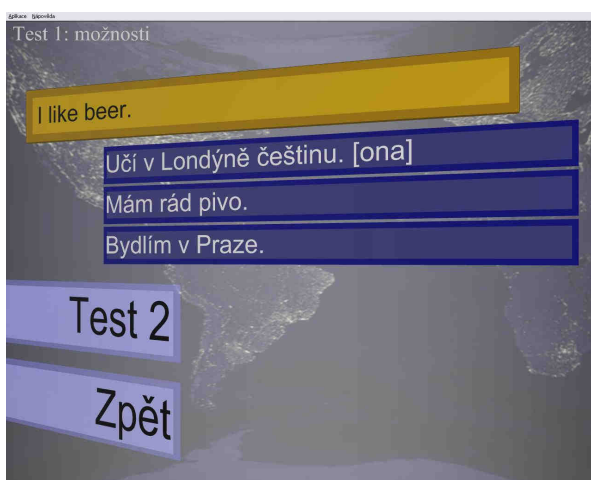 Aplikace Nápověda
Test 1: možnosti
I like beer.
Učí v Londýně češtinu. [ona]
Mám rád pivo.
Bydlím v Praze.
Test 2
Zpět